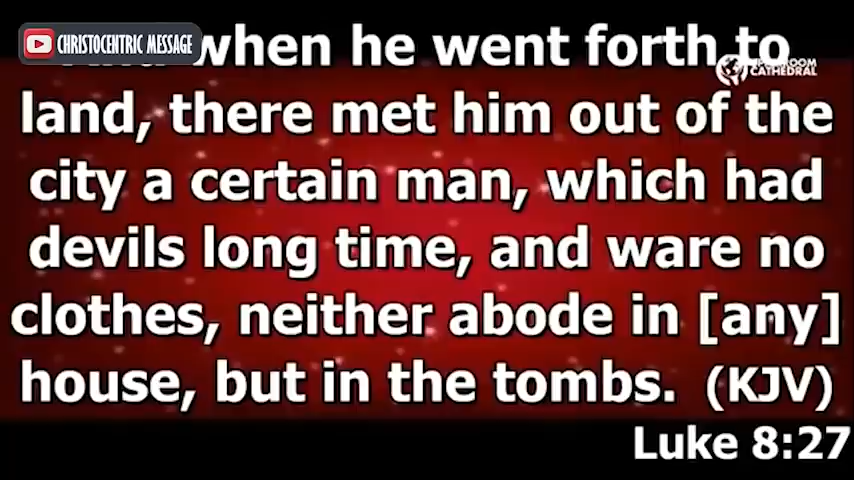 CHRISTOCENTRIC MESSAGE
when he went forth to
CATHEDRAL
land, there met him out of the
city a certain man, which had
devils long time, and ware no
clothes, neither abode in [any]
house, but in the tombs. (KJV)
Luke 8:27